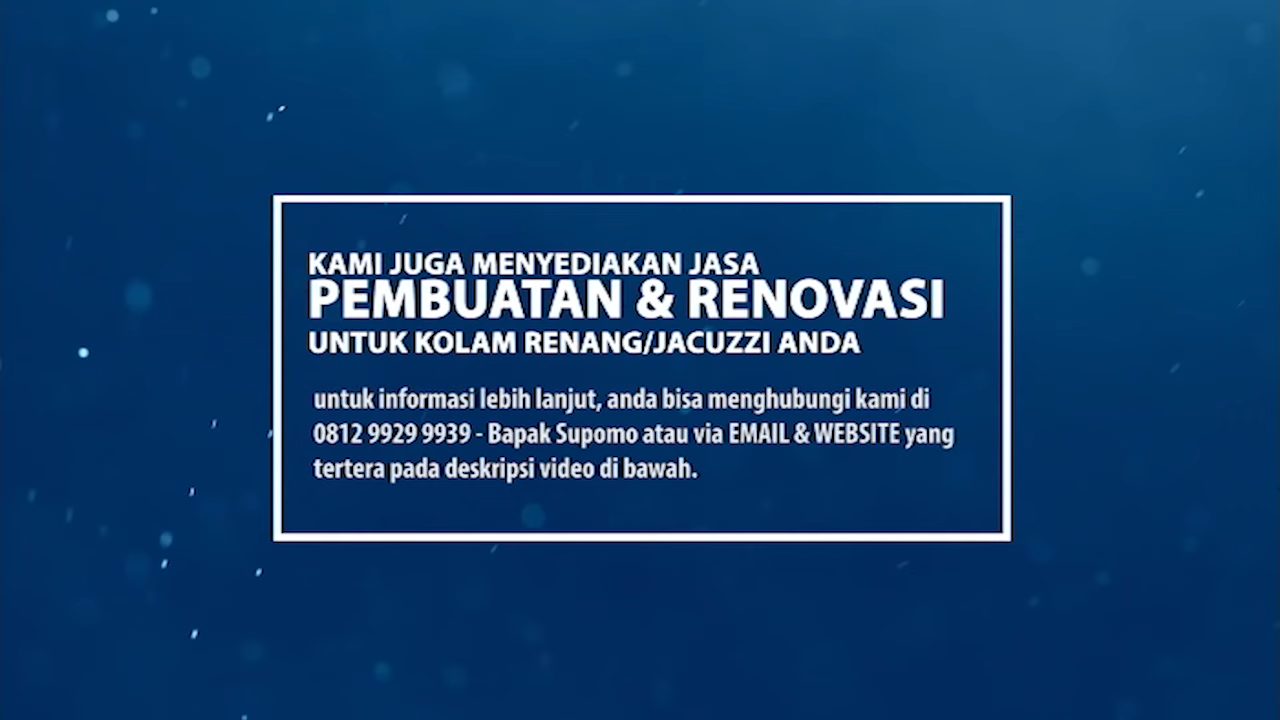 KAMI JUGA MENYEDIAKAN JASA
PEMBUATAN & RENOVASI
UNTUK KOLAM RENANG/JACUZZI ANDA
untuk informasi lebih lanjut, anda bisa menghubungi kami di
0812 9929 9939 - Bapak Supomo atau via EMAIL & WEBSITE yang
tertera pada deskripsi video di bawah.